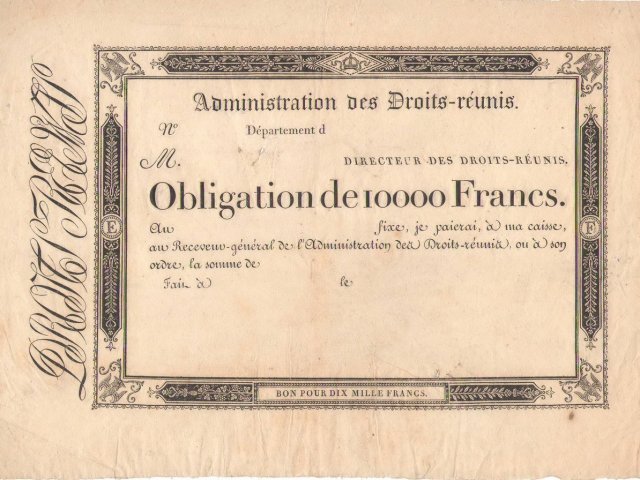 Administration des Droits-réunis.
Nº Département d
M. DIRECTEUR DES DROITS-RÉUNIS.
Obligation de 10000 Francs.
Au fixe, je paierai, à ma caisse,
au Receveur-général de l'Administration des Droits-réunis, ou à son
ordre, la somme de
Fait à le
E F
BON POUR DIX MILLE FRANCS.